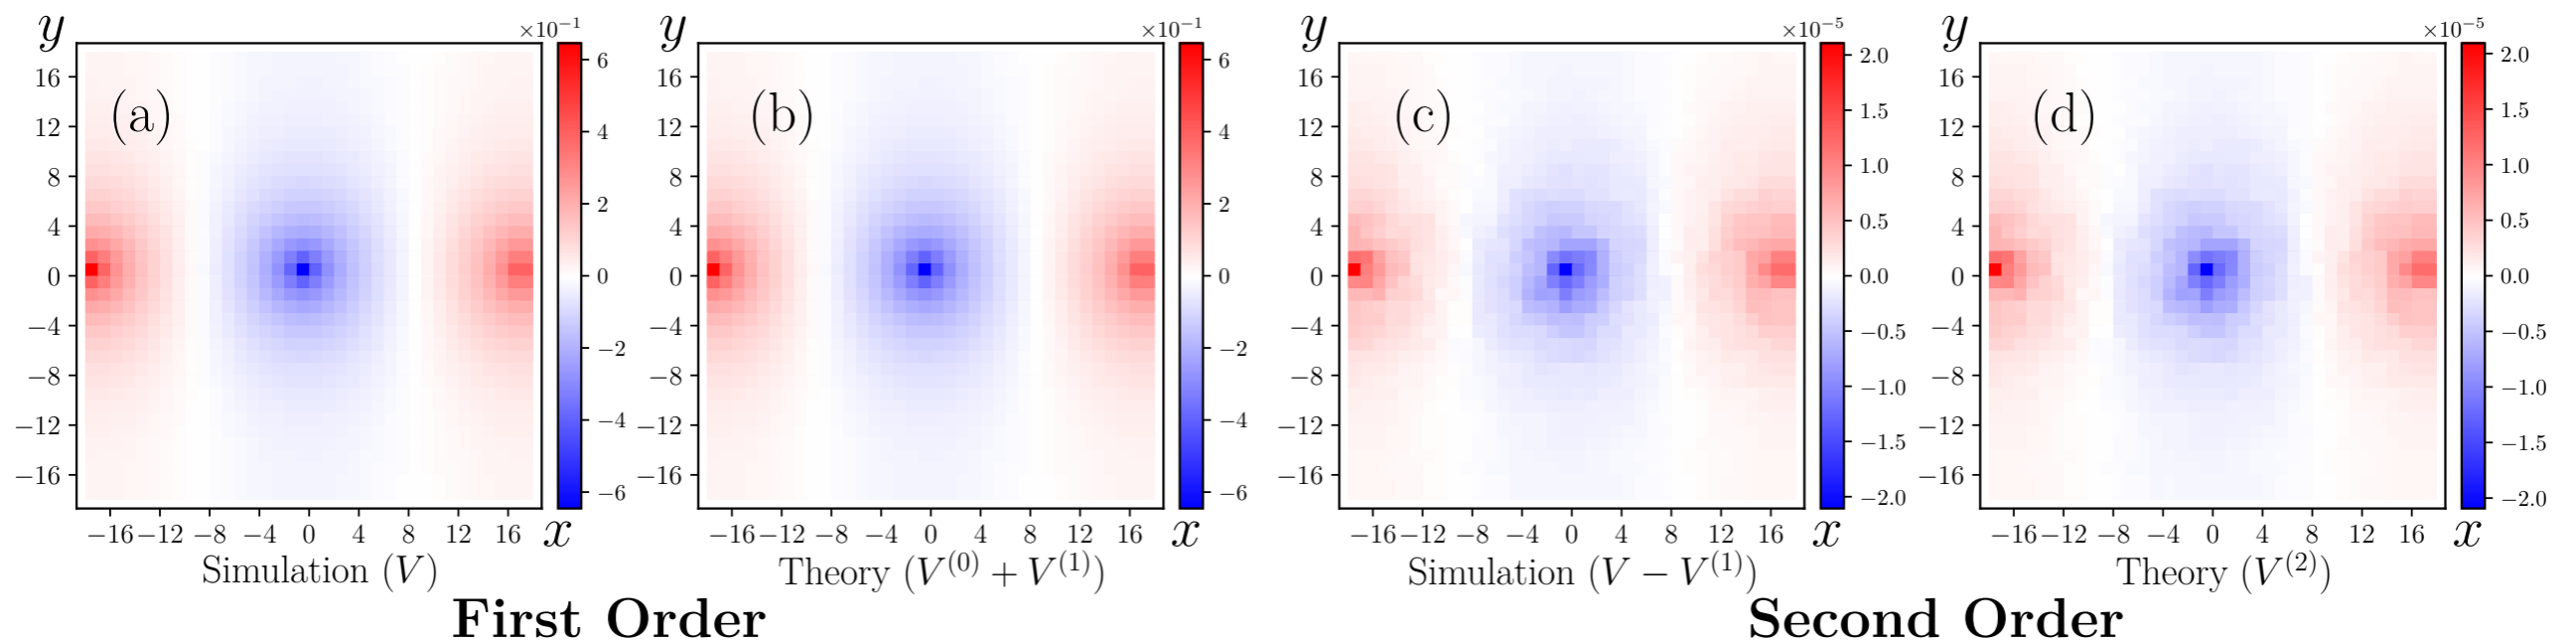 y ×10⁻¹ y ×10⁻¹ y ×10⁻⁵ y ×10⁻⁵
(a) (b) (c) (d)
16 12 8 4 0 −4 −8 −12 −16
6 4 2 0 −2 −4 −6
16 12 8 4 0 −4 −8 −12 −16
6 4 2 0 −2 −4 −6
16 12 8 4 0 −4 −8 −12 −16
2.0 1.5 1.0 0.5 0.0 −0.5 −1.0 −1.5 −2.0
16 12 8 4 0 −4 −8 −12 −16
2.0 1.5 1.0 0.5 0.0 −0.5 −1.0 −1.5 −2.0
−16 −12 −8 −4 0 4 8 12 16 x
−16 −12 −8 −4 0 4 8 12 16 x
−16 −12 −8 −4 0 4 8 12 16 x
−16 −12 −8 −4 0 4 8 12 16 x
Simulation (V)
Theory (V⁽⁰⁾ + V⁽¹⁾)
Simulation (V − V⁽¹⁾)
Theory (V⁽²⁾)
First Order
Second Order